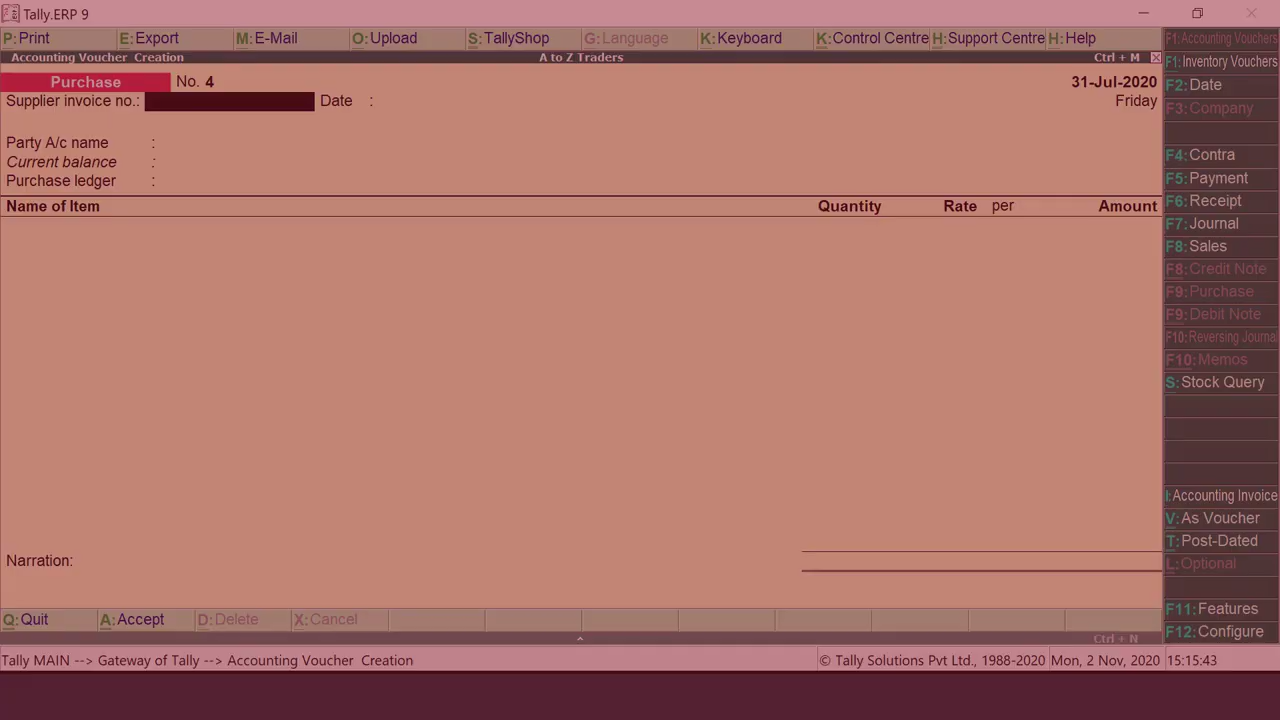 Tally.ERP 9
P: Print E: Export M: E-Mail O: Upload S: TallyShop G: Language K: Keyboard K: Control Centre H: Support Centre H: Help
Accounting Voucher Creation A to Z Traders Ctrl + M
Purchase No. 4 31-Jul-2020
Supplier invoice no.: Date : Friday
Party A/c name :
Current balance :
Purchase ledger :
Name of Item Quantity Rate per Amount
Narration:
F1: Accounting Vouchers
F1: Inventory Vouchers
F2: Date
F3: Company
F4: Contra
F5: Payment
F6: Receipt
F7: Journal
F8: Sales
F8: Credit Note
F9: Purchase
F9: Debit Note
F10: Reversing Journa
F10: Memos
S: Stock Query
I: Accounting Invoice
V: As Voucher
T: Post-Dated
L: Optional
F11: Features
F12: Configure
Q: Quit A: Accept D: Delete X: Cancel
Ctrl + N
Tally MAIN --> Gateway of Tally --> Accounting Voucher Creation © Tally Solutions Pvt Ltd., 1988-2020 Mon, 2 Nov, 2020 15:15:43